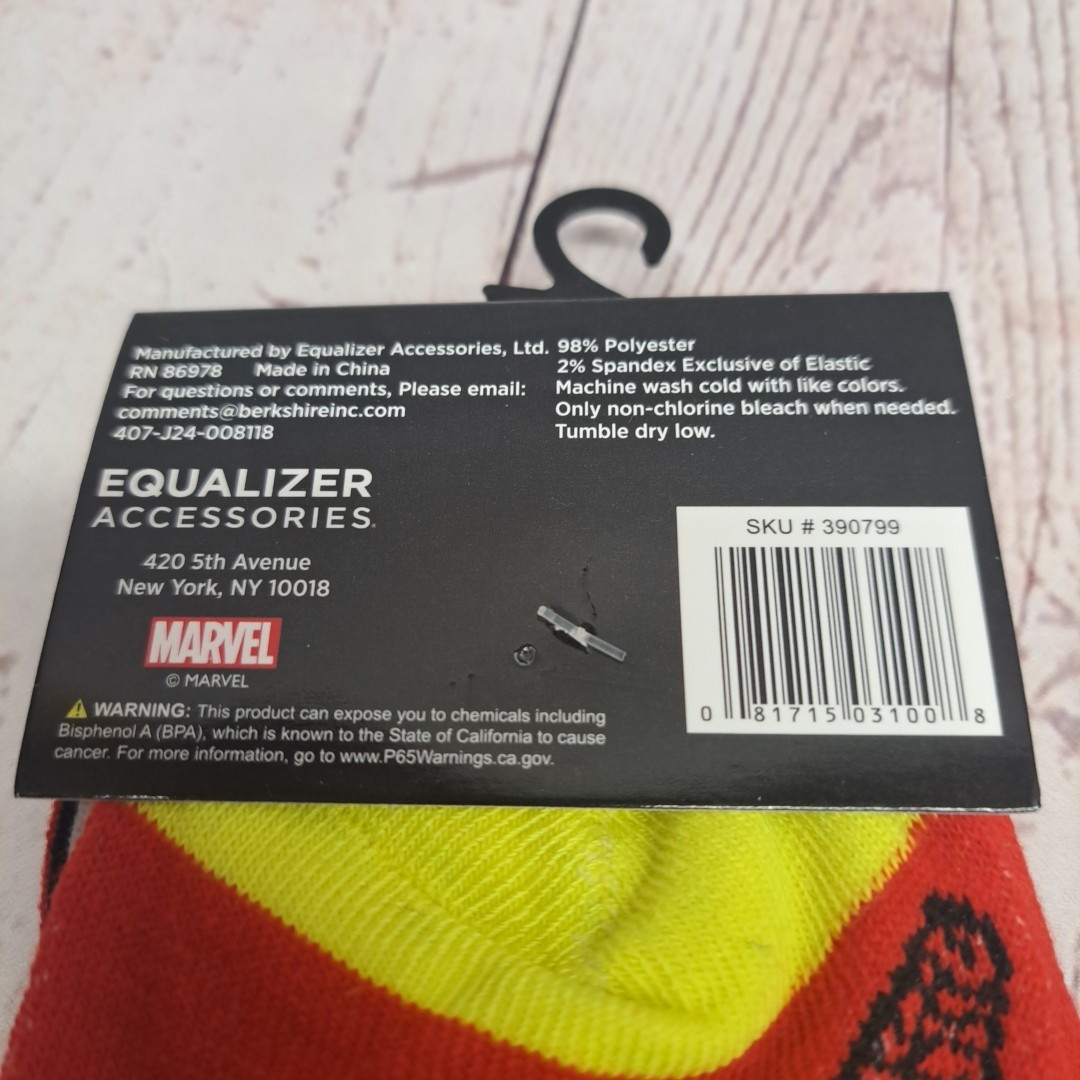 Manufactured by Equalizer Accessories, Ltd.
RN 86978 Made in China
For questions or comments, Please email:
comments@berkshireinc.com
407-J24-008118
98% Polyester
2% Spandex Exclusive of Elastic
Machine wash cold with like colors.
Only non-chlorine bleach when needed.
Tumble dry low.
EQUALIZER
ACCESSORIES
420 5th Avenue
New York, NY 10018
MARVEL
© MARVEL
⚠ WARNING: This product can expose you to chemicals including
Bisphenol A (BPA), which is known to the State of California to cause
cancer. For more information, go to www.P65Warnings.ca.gov.
SKU # 390799
0 81715 03100 8